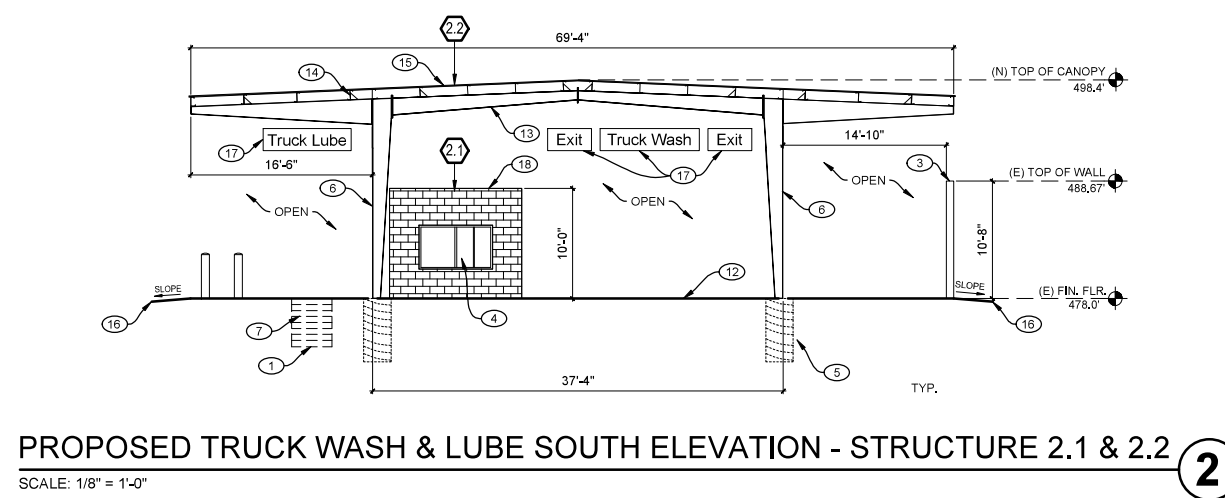 2.2
69'-4"
15
14
(N) TOP OF CANOPY
498.4'
13
Truck Lube
17
2.1
18
Exit
Truck Wash
Exit
17
14'-10"
3
16'-6"
6
6
(E) TOP OF WALL
488.67'
OPEN
OPEN
OPEN
10'-0"
10'-8"
12
SLOPE
SLOPE
(E) FIN. FLR.
478.0'
16
7
4
16
1
5
37'-4"
TYP.
PROPOSED TRUCK WASH & LUBE SOUTH ELEVATION - STRUCTURE 2.1 & 2.2
2
SCALE: 1/8" = 1'-0"